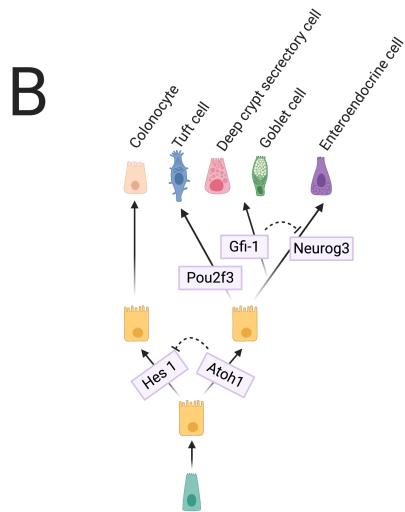 B
Colonocyte
Tuft cell
Deep crypt secrectory cell
Goblet cell
Enteroendocrine cell
Gfi-1
Neurog3
Pou2f3
Hes 1
Atoh1